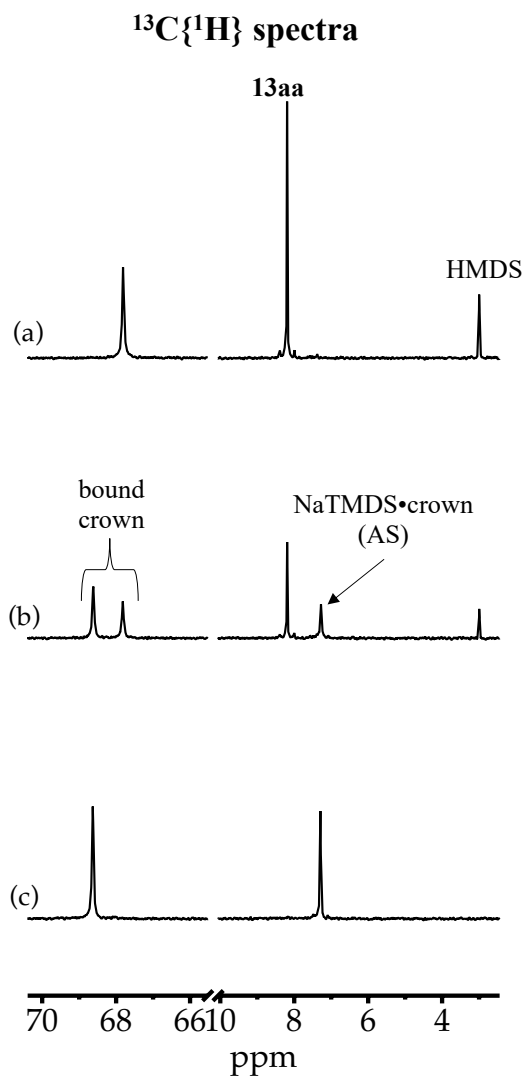 ¹³C{¹H} spectra
13aa
HMDS
(a)
bound
crown
NaTMDS•crown
(AS)
(b)
(c)
70 68 66 10 8 6 4
ppm